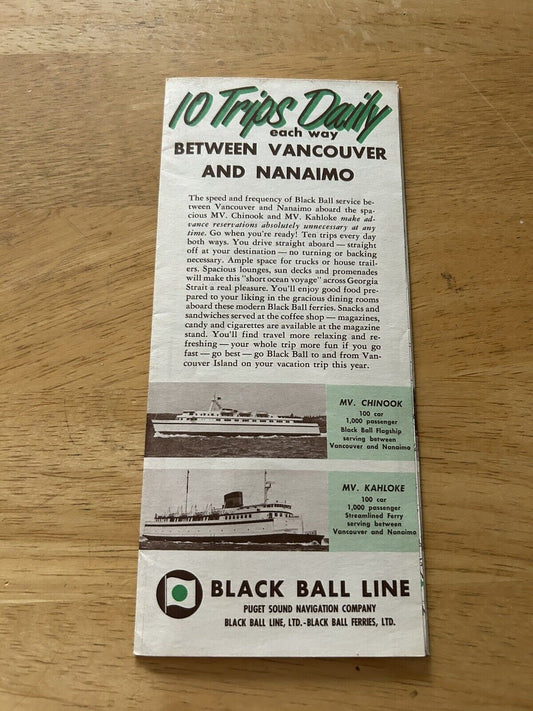 10 Trips Daily
each way
BETWEEN VANCOUVER
AND NANAIMO
The speed and frequency of Black Ball service be-
tween Vancouver and Nanaimo aboard the spa-
cious MV. Chinook and MV. Kahloke make ad-
vance reservations absolutely unnecessary at any
time. Go when you're ready! Ten trips every day
both ways. You drive straight aboard — straight
off at your destination — no turning or backing
necessary. Ample space for trucks or house trail-
ers. Spacious lounges, sun decks and promenades
will make this "short ocean voyage" across Georgia
Strait a real pleasure. You'll enjoy good food pre-
pared to your liking in the gracious dining rooms
aboard these modern Black Ball ferries. Snacks and
sandwiches served at the coffee shop — magazines,
candy and cigarettes are available at the magazine
stand. You'll find travel more relaxing and re-
freshing — your whole trip more fun if you go
fast — go best — go Black Ball to and from Van-
couver Island on your vacation trip this year.
MV. CHINOOK
100 car
1,000 passenger
Black Ball Flagship
serving between
Vancouver and Nanaimo
MV. KAHLOKE
100 car
1,000 passenger
Streamlined Ferry
serving between
Vancouver and Nanaimo
BLACK BALL LINE
PUGET SOUND NAVIGATION COMPANY
BLACK BALL LINE, LTD.-BLACK BALL FERRIES, LTD.